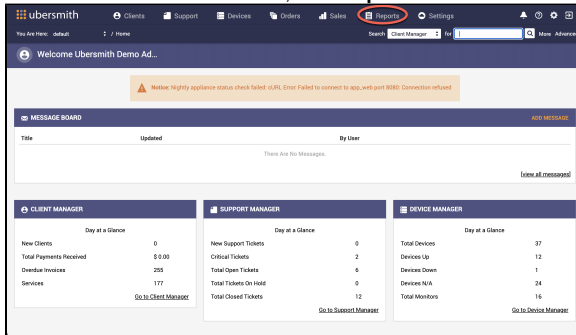 ubersmith Clients Support Devices Orders Sales Reports Settings
You Are Here: default / Home Search Client Manager for More Advance
Welcome Ubersmith Demo Ad...
Notice: Nightly appliance status check failed: cURL Error: Failed to connect to app_web port 8080: Connection refused
MESSAGE BOARD ADD MESSAGE
Title Updated By User
There Are No Messages.
[view all messages]
CLIENT MANAGER
Day at a Glance
New Clients 0
Total Payments Received $ 0.00
Overdue Invoices 255
Services 177
Go to Client Manager
SUPPORT MANAGER
Day at a Glance
New Support Tickets 0
Critical Tickets 2
Total Open Tickets 6
Total Tickets On Hold 0
Total Closed Tickets 12
Go to Support Manager
DEVICE MANAGER
Day at a Glance
Total Devices 37
Devices Up 12
Devices Down 1
Devices N/A 24
Total Monitors 16
Go to Device Manager